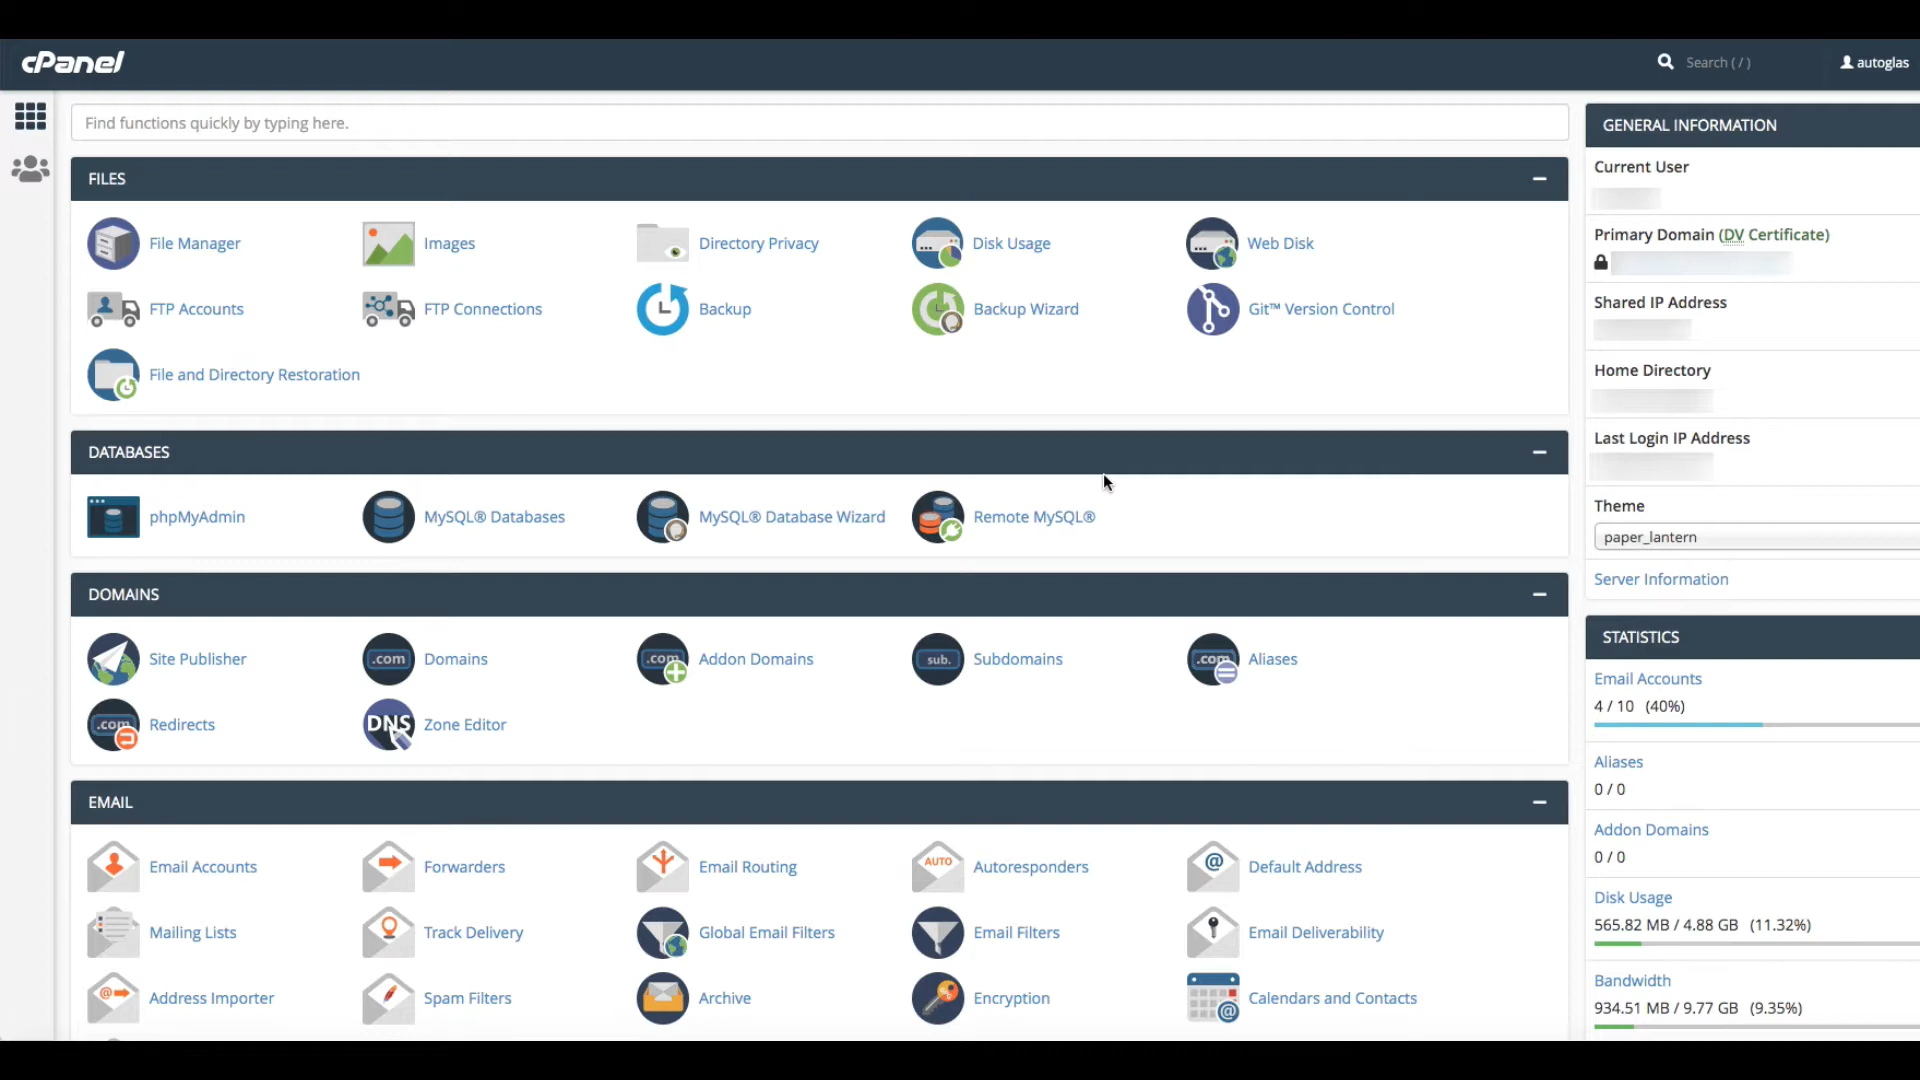 cPanel
Search ( / )
autoglas
Find functions quickly by typing here.
FILES
File Manager
Images
Directory Privacy
Disk Usage
Web Disk
FTP Accounts
FTP Connections
Backup
Backup Wizard
Git™ Version Control
File and Directory Restoration
DATABASES
phpMyAdmin
MySQL® Databases
MySQL® Database Wizard
Remote MySQL®
DOMAINS
Site Publisher
.com
Domains
.com
Addon Domains
sub.
Subdomains
.com
Aliases
.com
Redirects
DNS
Zone Editor
EMAIL
Email Accounts
Forwarders
Email Routing
AUTO
Autoresponders
@
Default Address
Mailing Lists
Track Delivery
Global Email Filters
Email Filters
Email Deliverability
@
Address Importer
Spam Filters
Archive
Encryption
@
Calendars and Contacts
GENERAL INFORMATION
Current User
Primary Domain (DV Certificate)
Shared IP Address
Home Directory
Last Login IP Address
Theme
paper_lantern
Server Information
STATISTICS
Email Accounts
4 / 10 (40%)
Aliases
0 / 0
Addon Domains
0 / 0
Disk Usage
565.82 MB / 4.88 GB (11.32%)
Bandwidth
934.51 MB / 9.77 GB (9.35%)